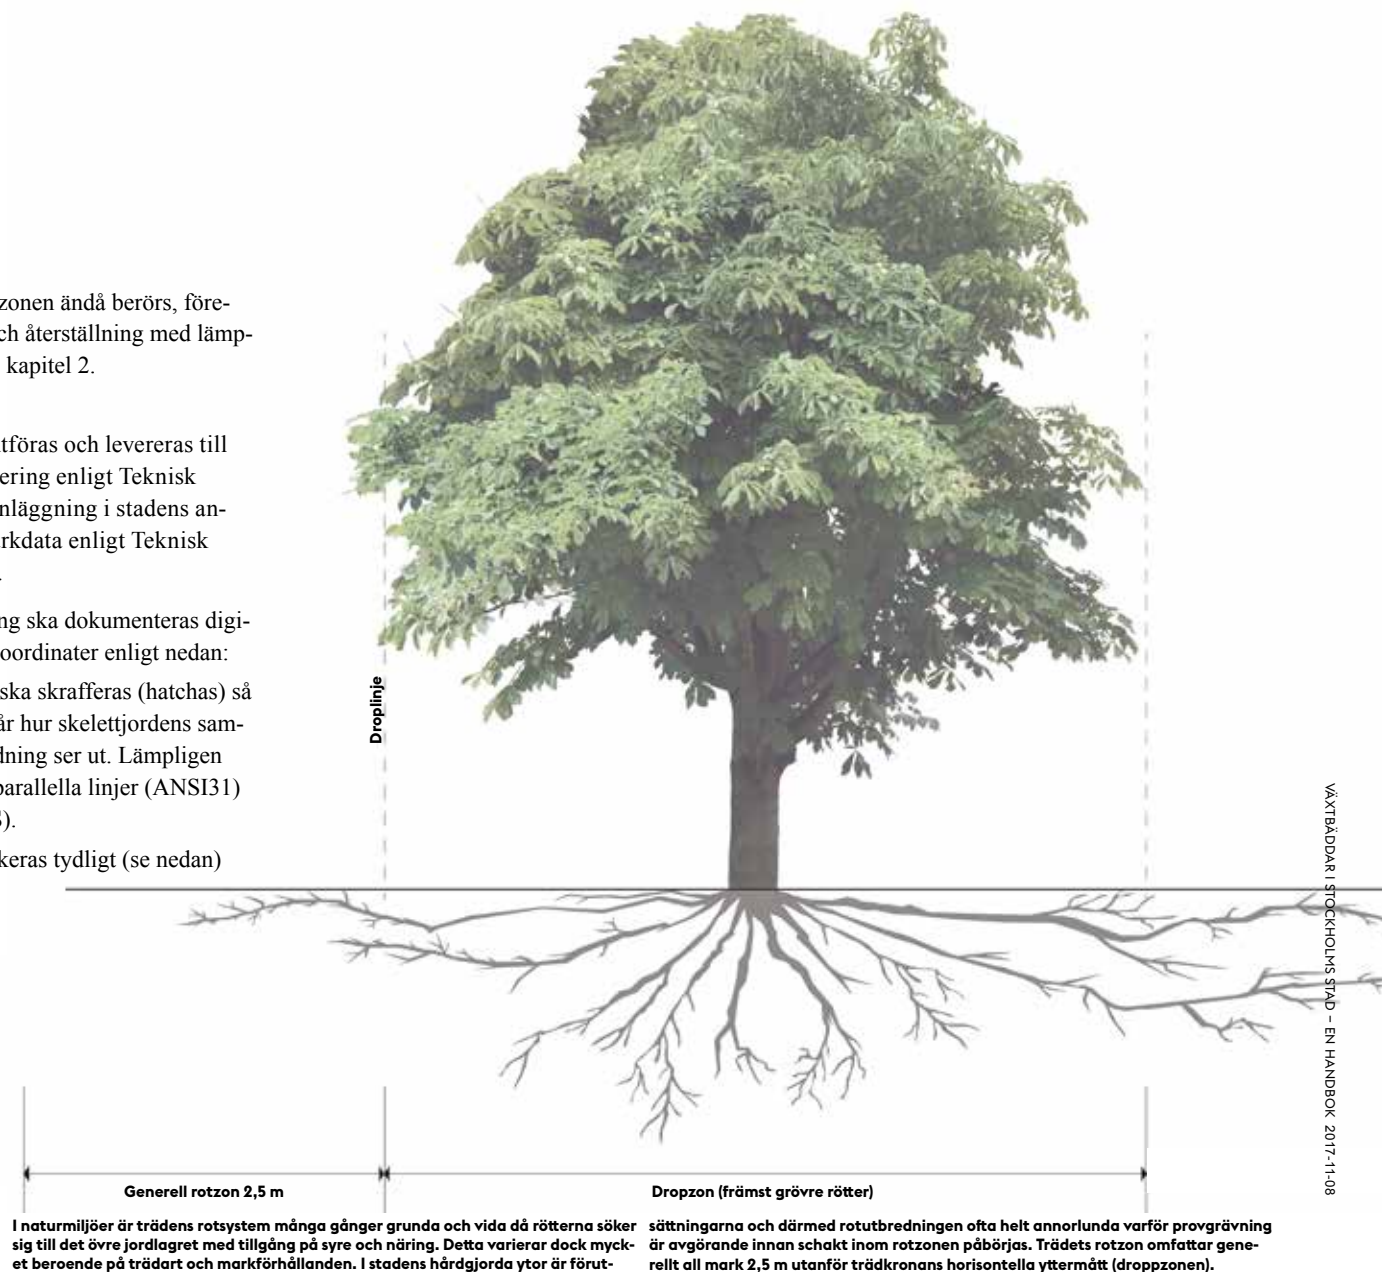 zonen ändå berörs, före-
ch återställning med lämp-
kapitel 2.
tföras och levereras till
ering enligt Teknisk
nläggning i stadens an-
rkdata enligt Teknisk
ng ska dokumenteras digi-
oordinater enligt nedan:
ska skrafferas (hatchas) så
år hur skelettjordens sam-
dning ser ut. Lämpligen
parallella linjer (ANSI31)
).
keras tydligt (se nedan)
Droplinje
VÄXTBÄDDAR I STOCKHOLMS STAD – EN HANDBOK 2017-11-08
Generell rotzon 2,5 m
Dropzon (främst grövre rötter)
I naturmiljöer är trädens rotsystem många gånger grunda och vida då rötterna söker
sig till det övre jordlagret med tillgång på syre och näring. Detta varierar dock myck-
et beroende på trädart och markförhållanden. I stadens hårdgjorda ytor är förut-
sättningarna och därmed rotutbredningen ofta helt annorlunda varför provgrävning
är avgörande innan schakt inom rotzonen påbörjas. Trädets rotzon omfattar gene-
rellt all mark 2,5 m utanför trädkronans horisontella yttermått (droppzonen).